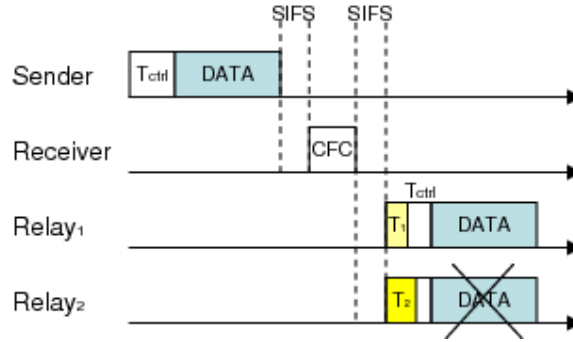 SIFS SIFS
Sender Tctrl DATA
Receiver CFC
Tctrl
Relay₁ T₁ DATA
Relay₂ T₂ DATA